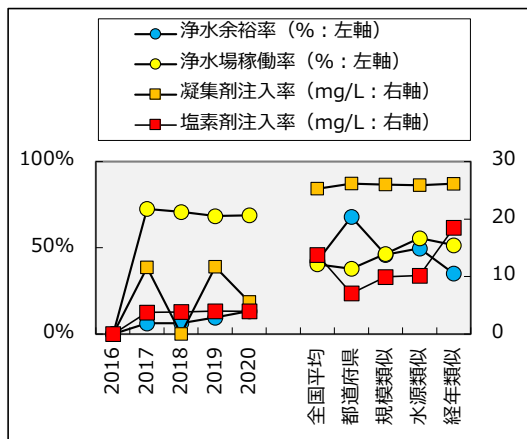 浄水余裕率（%：左軸）
浄水場稼働率（%：左軸）
凝集剤注入率（mg/L：右軸）
塩素剤注入率（mg/L：右軸）
100%
50%
0%
30
20
10
0
2016
2017
2018
2019
2020
全国平均
都道府県
規模類似
水源類似
経年類似